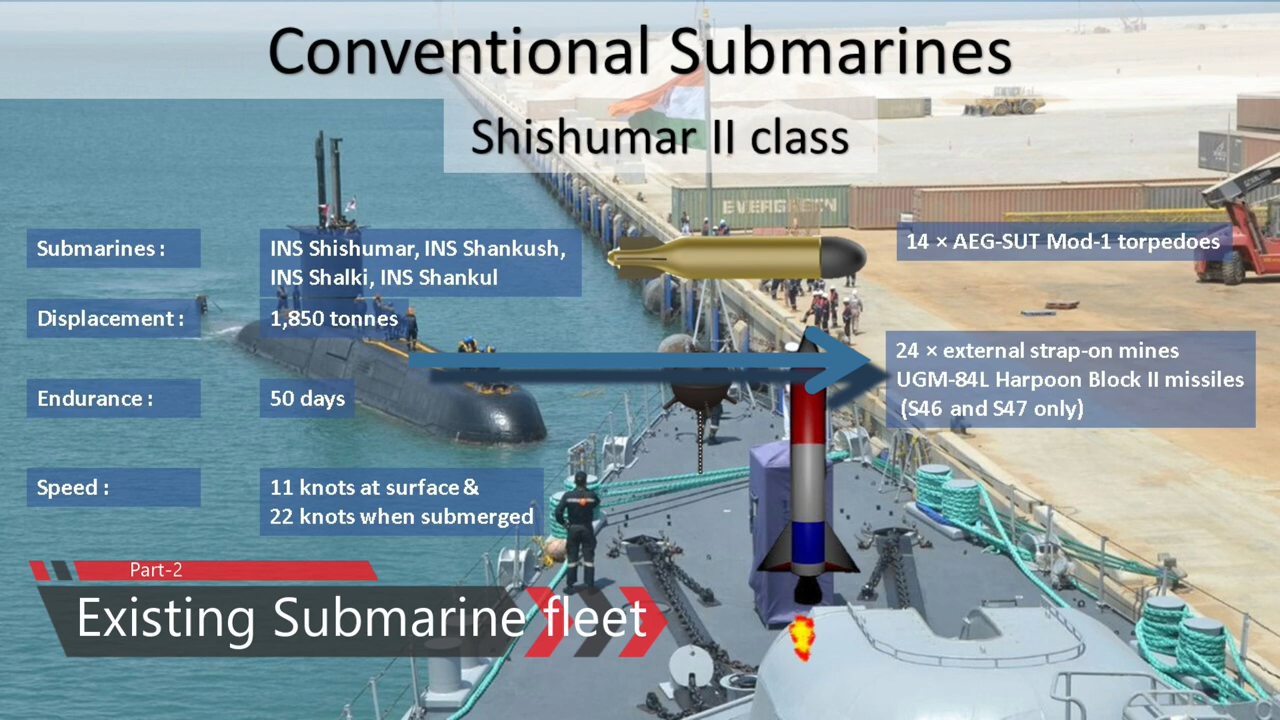 Conventional Submarines
Shishumar II class
Submarines :
INS Shishumar, INS Shankush,
INS Shalki, INS Shankul
Displacement :
1,850 tonnes
Endurance :
50 days
Speed :
11 knots at surface &
22 knots when submerged
14 × AEG-SUT Mod-1 torpedoes
24 × external strap-on mines
UGM-84L Harpoon Block II missiles
(S46 and S47 only)
EVERGREEN
Part-2
Existing Submarine fleet